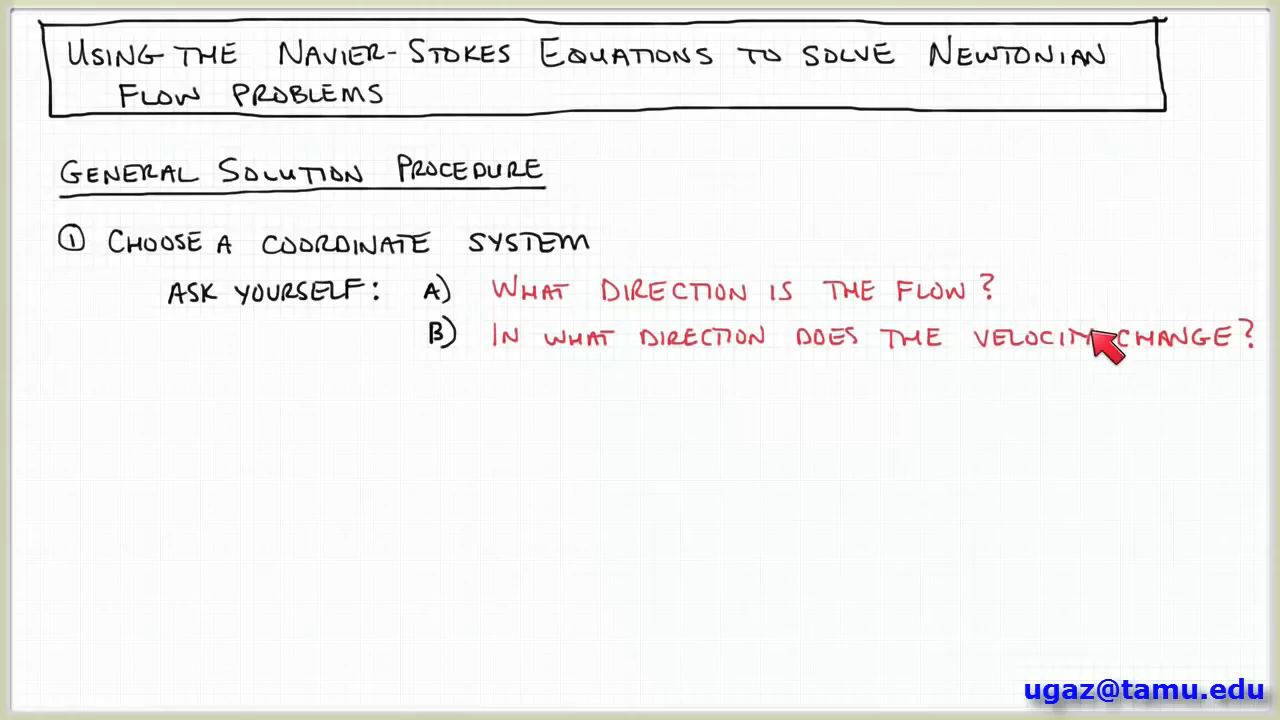 USING THE NAVIER-STOKES EQUATIONS TO SOLVE NEWTONIAN
FLOW PROBLEMS
GENERAL SOLUTION PROCEDURE
① CHOOSE A COORDINATE SYSTEM
ASK YOURSELF: A) WHAT DIRECTION IS THE FLOW?
B) IN WHAT DIRECTION DOES THE VELOCITY CHANGE?
ugaz@tamu.edu